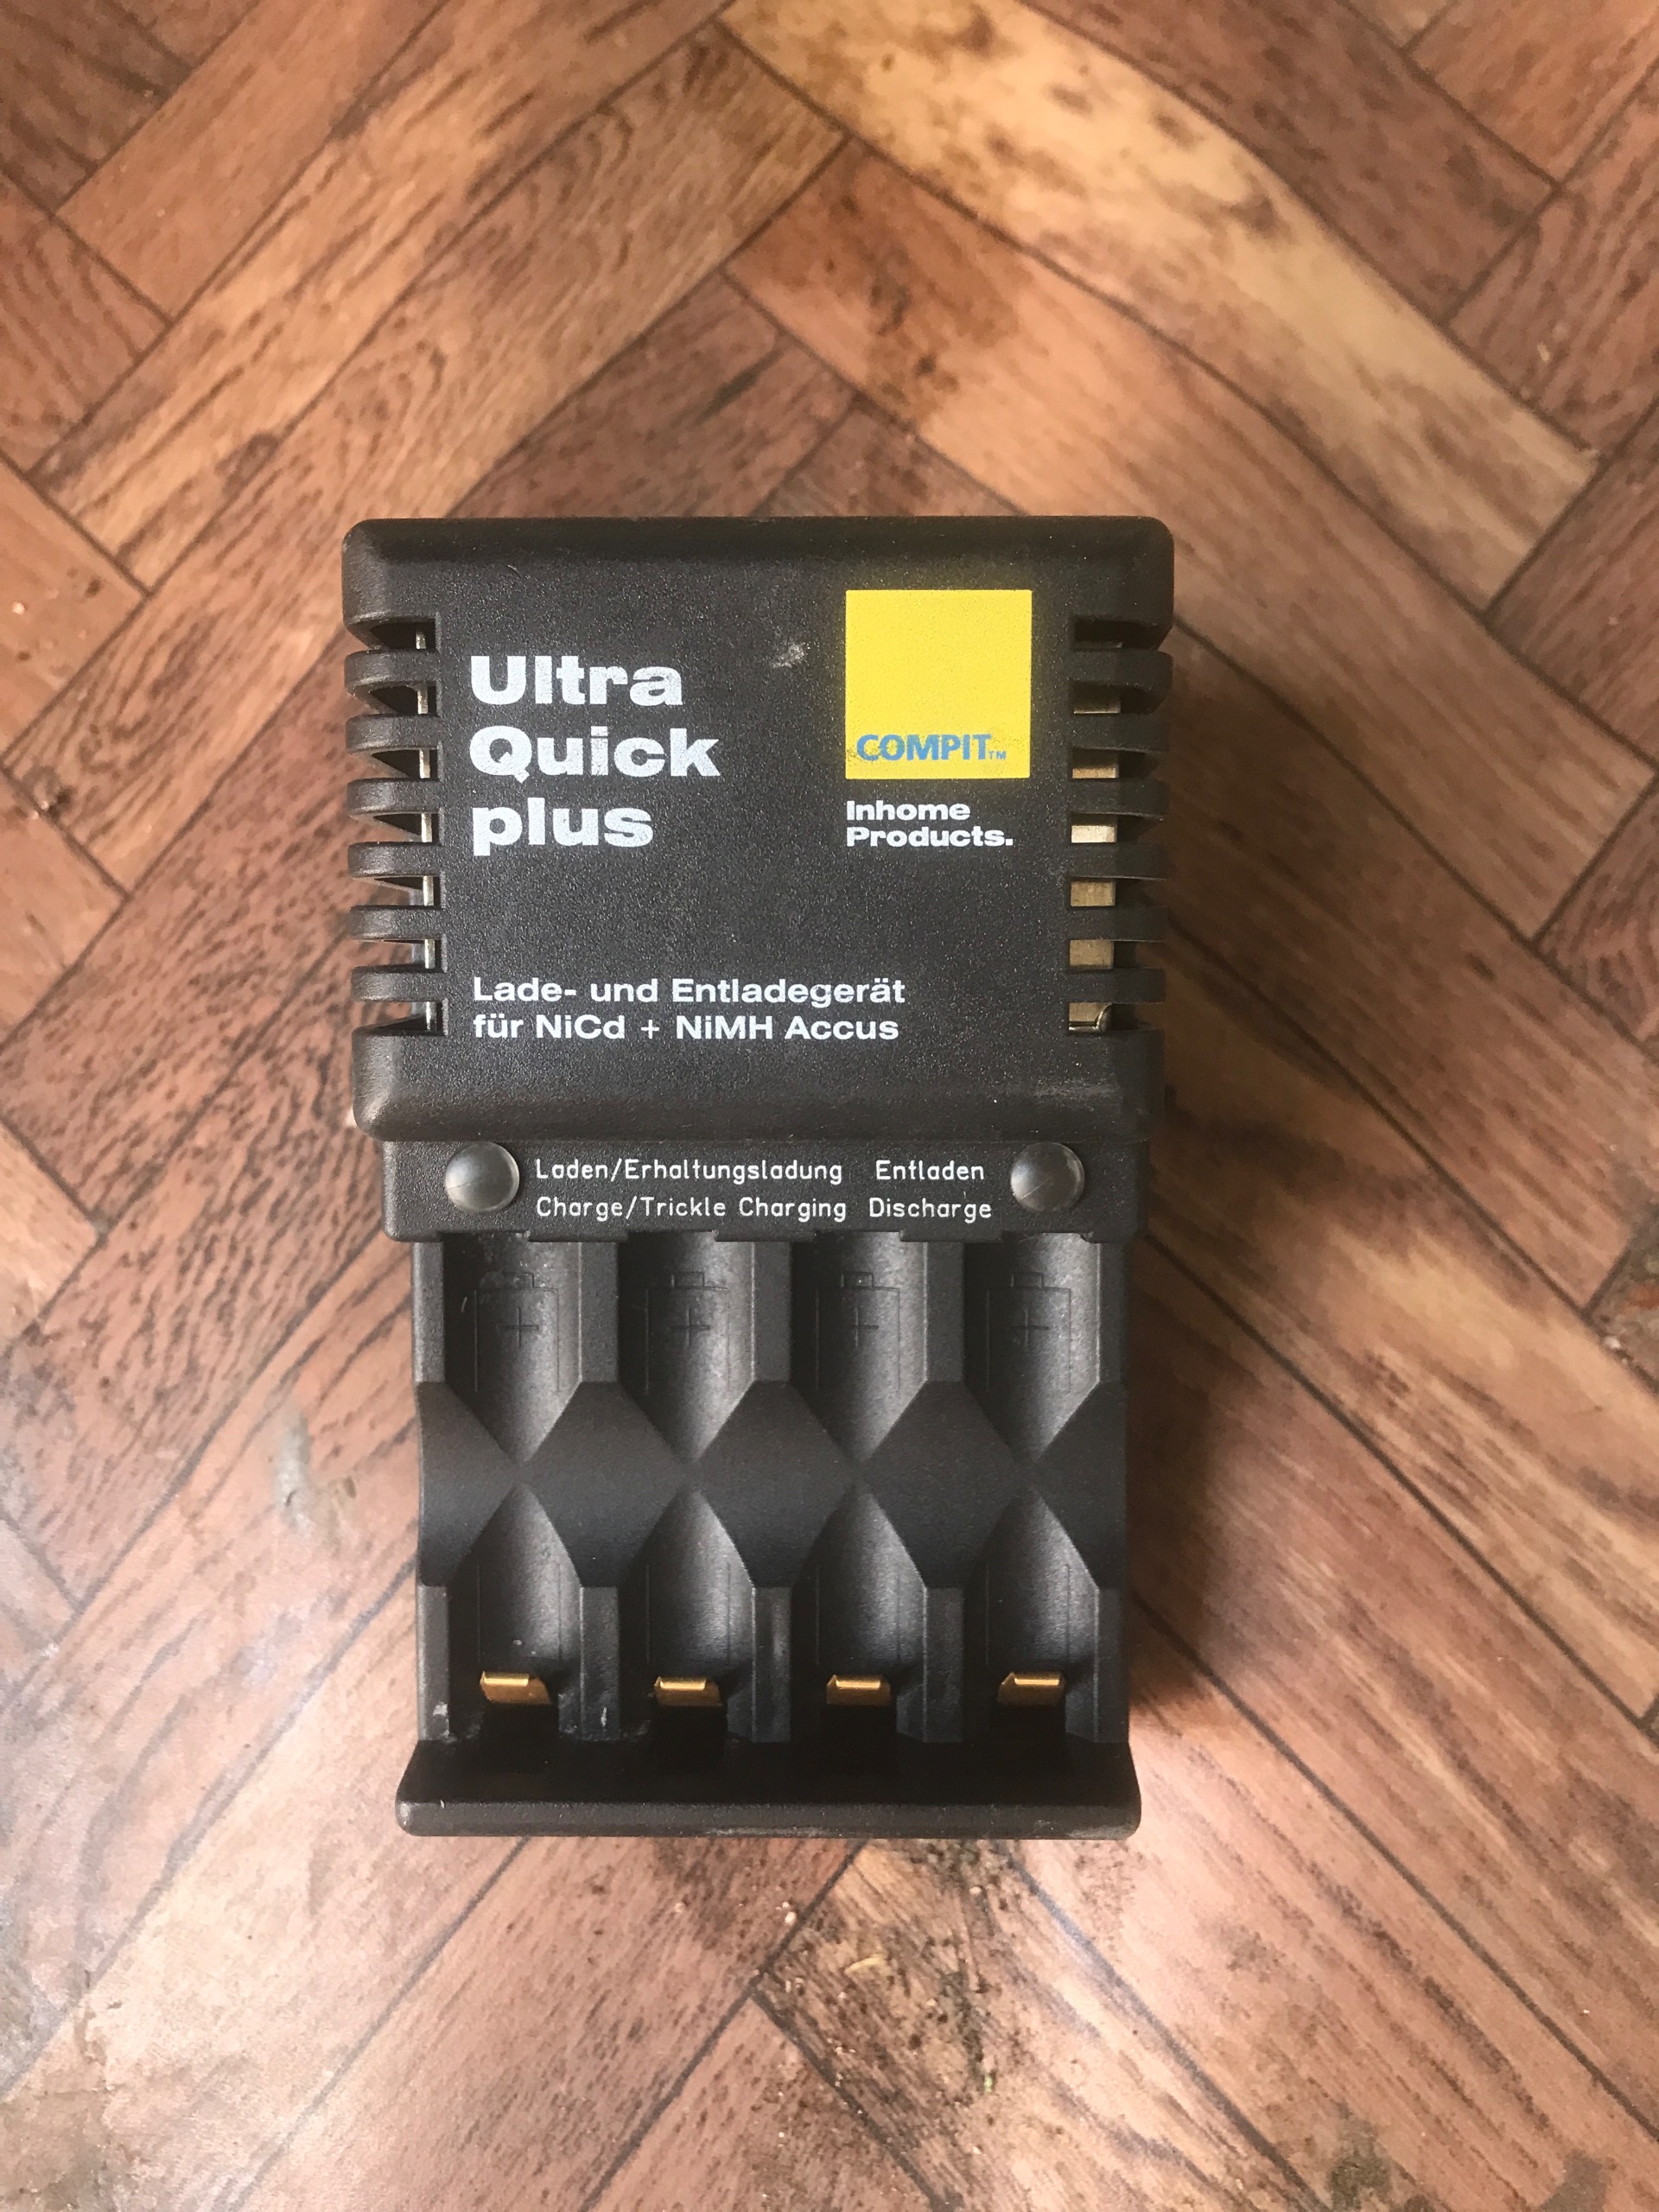 Ultra
Quick
plus
COMPIT™
Inhome
Products.
Lade- und Entladegerät
für NiCd + NiMH Accus
Laden/Erhaltungsladung Entladen
Charge/Trickle Charging Discharge
+ + + +